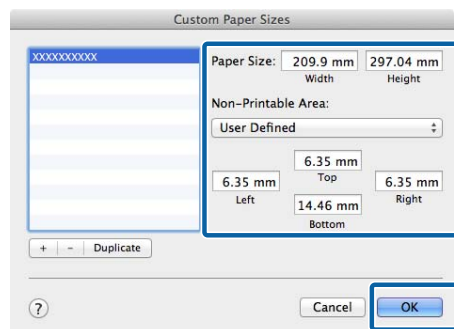 Custom Paper Sizes
XXXXXXXXXX
Paper Size: 209.9 mm 297.04 mm
Width Height
Non-Printable Area:
User Defined
6.35 mm
Top
6.35 mm 6.35 mm
Left Right
14.46 mm
Bottom
+ - Duplicate
? Cancel OK